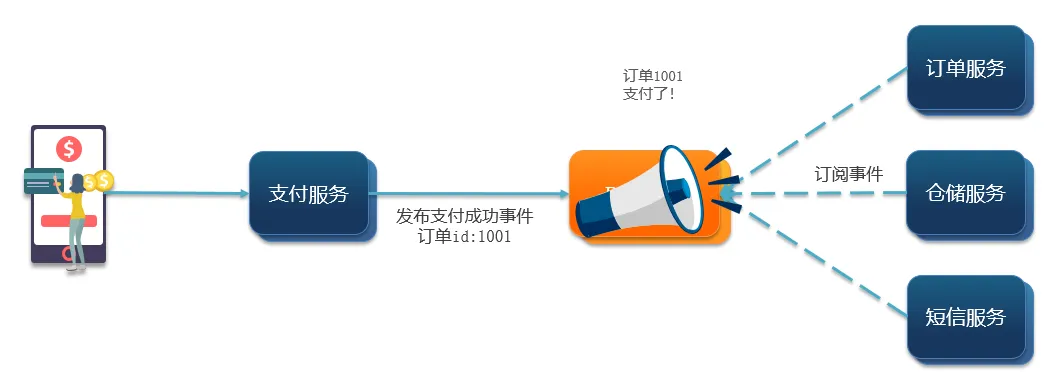 支付服务
发布支付成功事件
订单id:1001
订单1001
支付了!
订阅事件
订单服务
仓储服务
短信服务